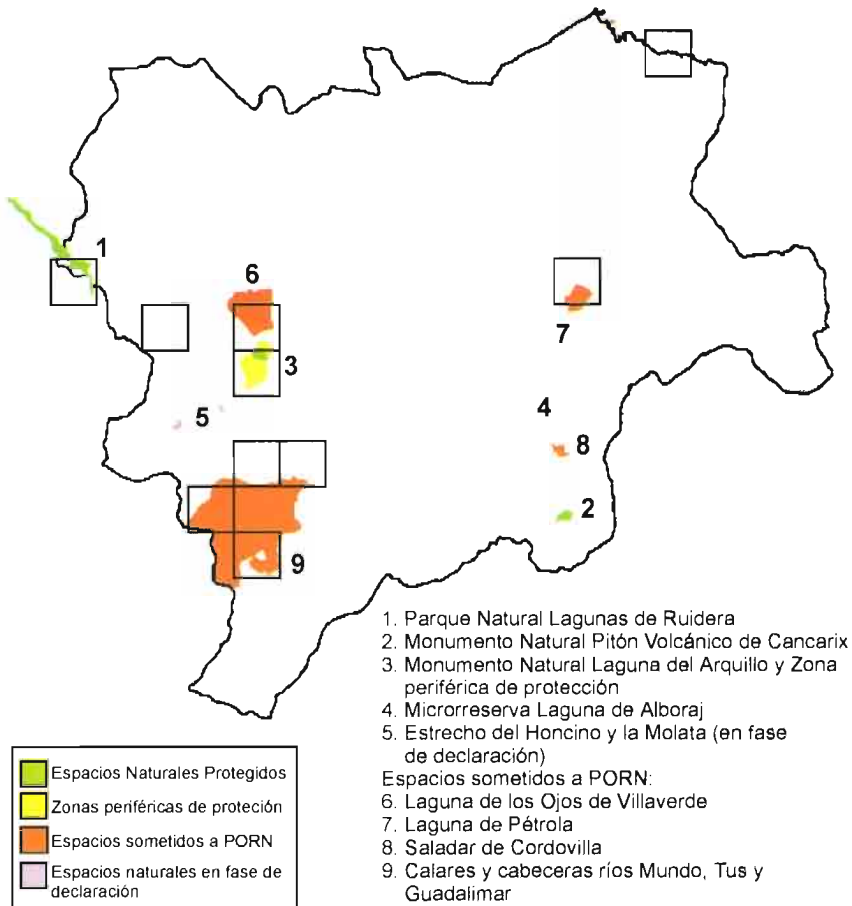 1
6
3
7
5
4
8
2
9
1. Parque Natural Lagunas de Ruidera
2. Monumento Natural Pitón Volcánico de Cancarix
3. Monumento Natural Laguna del Arquillo y Zona
periférica de protección
4. Microrreserva Laguna de Alboraj
5. Estrecho del Honcino y la Molata (en fase
de declaración)
Espacios sometidos a PORN:
6. Laguna de los Ojos de Villaverde
7. Laguna de Pétrola
8. Saladar de Cordovilla
9. Calares y cabeceras ríos Mundo, Tus y
Guadalimar
Espacios Naturales Protegidos
Zonas periféricas de proteción
Espacios sometidos a PORN
Espacios naturales en fase de
declaración